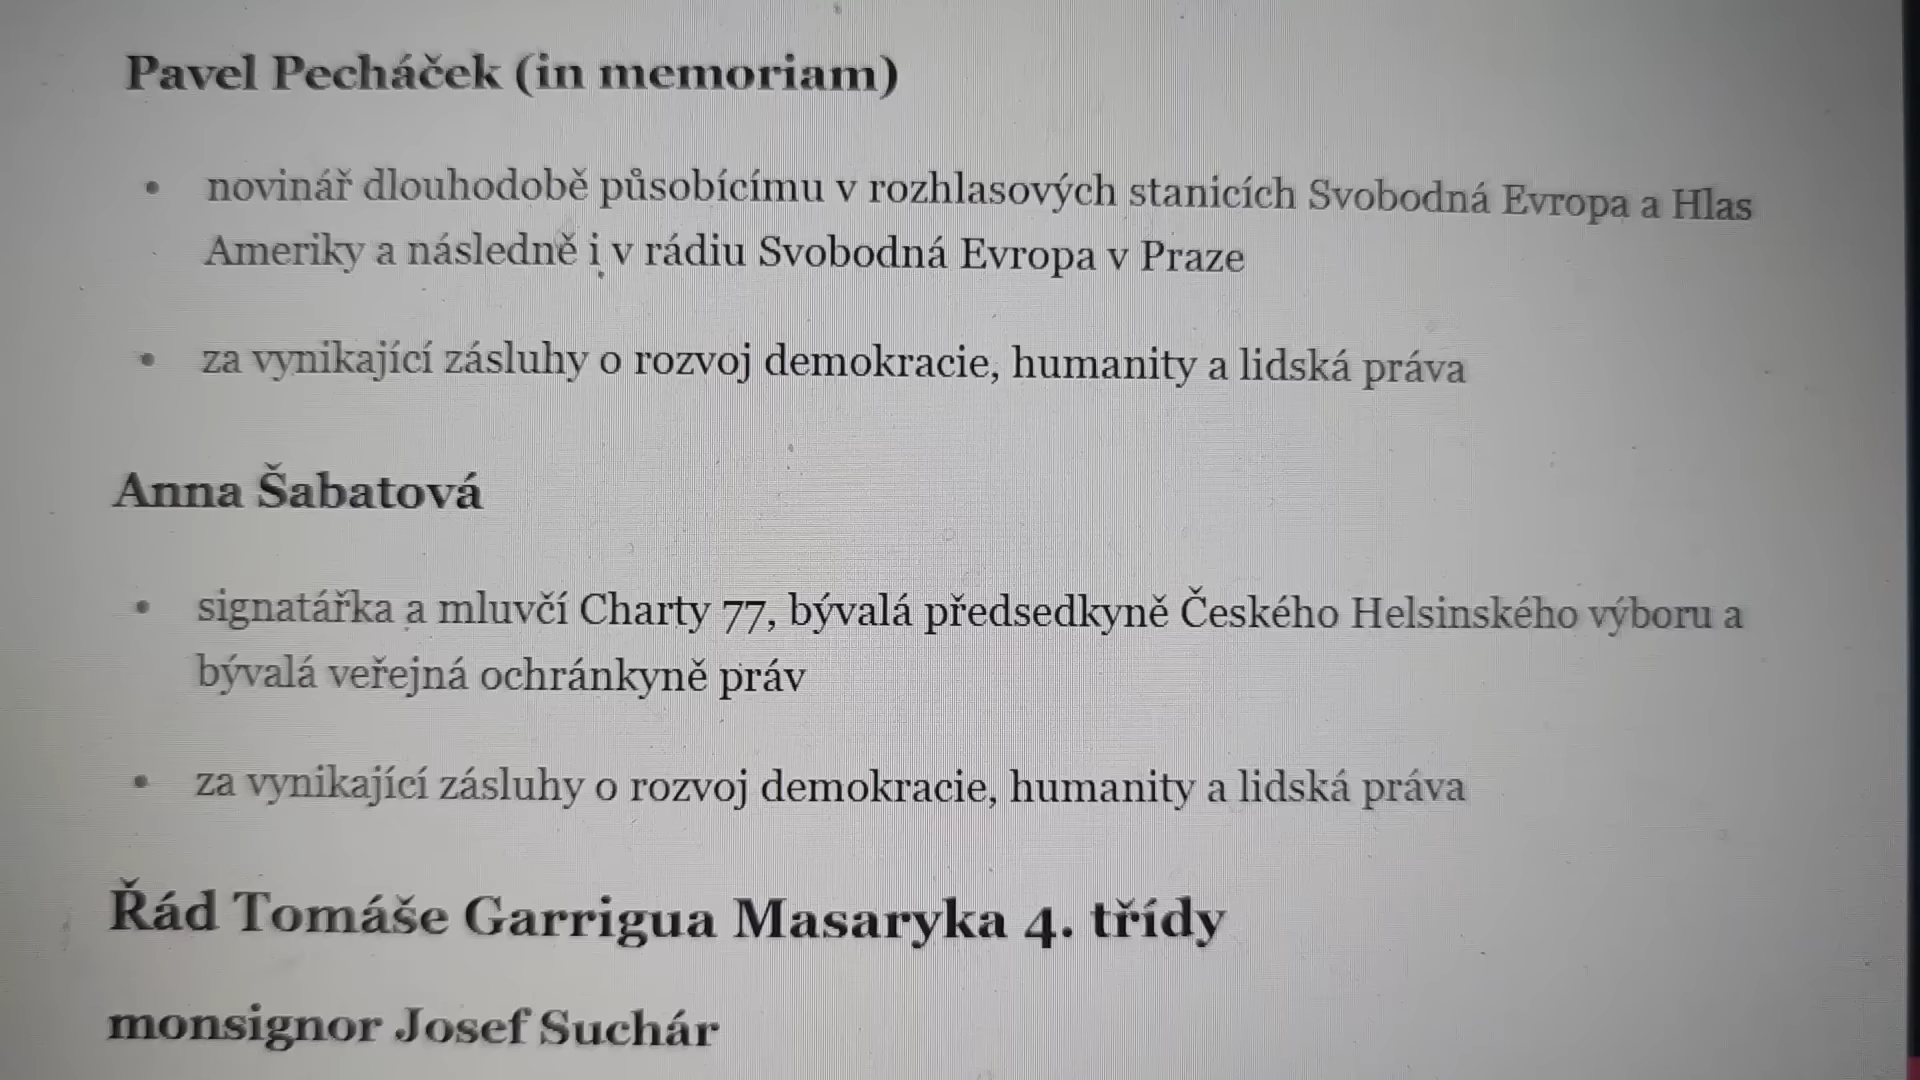 Pavel Pecháček (in memoriam)
• novinář dlouhodobě působícímu v rozhlasových stanicích Svobodná Evropa a Hlas
Ameriky a následně i v rádiu Svobodná Evropa v Praze
• za vynikající zásluhy o rozvoj demokracie, humanity a lidská práva
Anna Šabatová
• signatářka a mluvčí Charty 77, bývalá předsedkyně Českého Helsinského výboru a
bývalá veřejná ochránkyně práv
• za vynikající zásluhy o rozvoj demokracie, humanity a lidská práva
Řád Tomáše Garrigua Masaryka 4. třídy
monsignor Josef Suchár